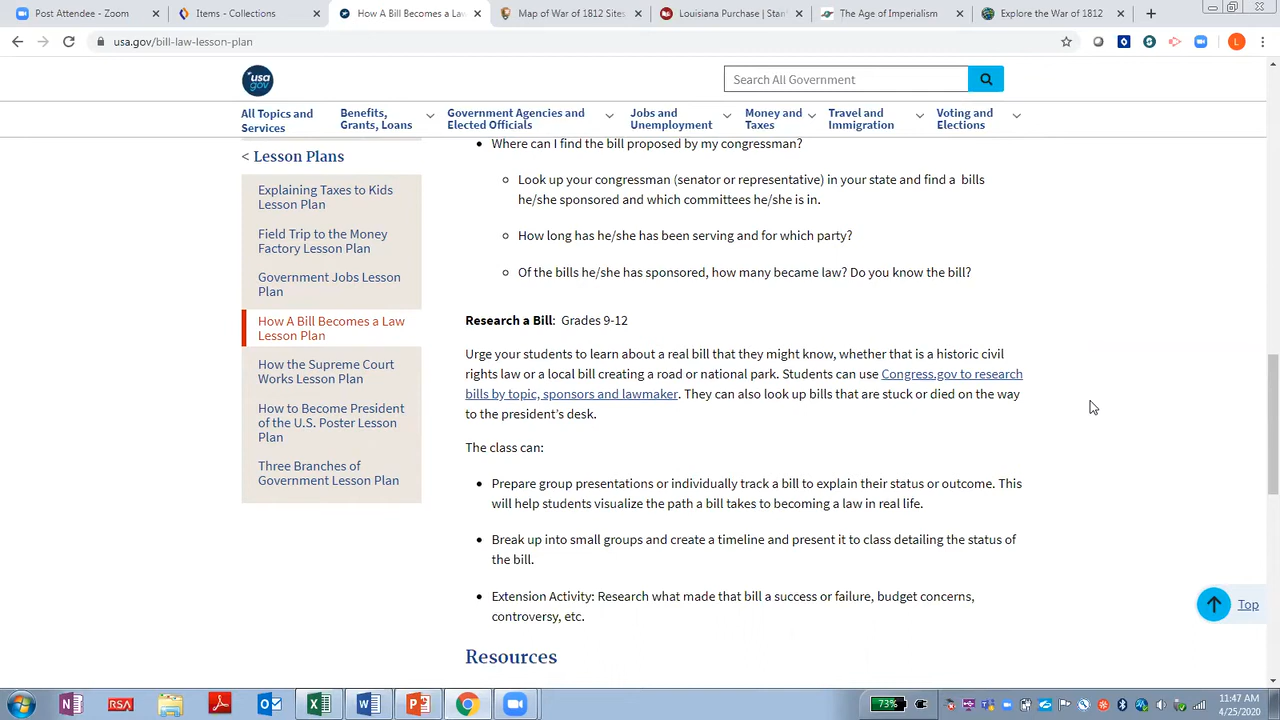 Post Attendee - Zoom
Items - Collections
How A Bill Becomes a La
Map of War of 1812 Sites
Louisiana Purchase | Stan
The Age of Imperialism
Explore the War of 1812
usa.gov/bill-law-lesson-plan
L
usa
gov
Search All Government
All Topics and
Services
Benefits,
Grants, Loans
Government Agencies and
Elected Officials
Jobs and
Unemployment
Money and
Taxes
Travel and
Immigration
Voting and
Elections
< Lesson Plans
Explaining Taxes to Kids
Lesson Plan
Field Trip to the Money
Factory Lesson Plan
Government Jobs Lesson
Plan
How A Bill Becomes a Law
Lesson Plan
How the Supreme Court
Works Lesson Plan
How to Become President
of the U.S. Poster Lesson
Plan
Three Branches of
Government Lesson Plan
Where can I find the bill proposed by my congressman?
Look up your congressman (senator or representative) in your state and find a bills
he/she sponsored and which committees he/she is in.
How long has he/she has been serving and for which party?
Of the bills he/she has sponsored, how many became law? Do you know the bill?
Research a Bill: Grades 9-12
Urge your students to learn about a real bill that they might know, whether that is a historic civil
rights law or a local bill creating a road or national park. Students can use Congress.gov to research
bills by topic, sponsors and lawmaker. They can also look up bills that are stuck or died on the way
to the president's desk.
The class can:
Prepare group presentations or individually track a bill to explain their status or outcome. This
will help students visualize the path a bill takes to becoming a law in real life.
Break up into small groups and create a timeline and present it to class detailing the status of
the bill.
Extension Activity: Research what made that bill a success or failure, budget concerns,
controversy, etc.
Resources
Top
RSA
73%
11:47 AM
4/25/2020